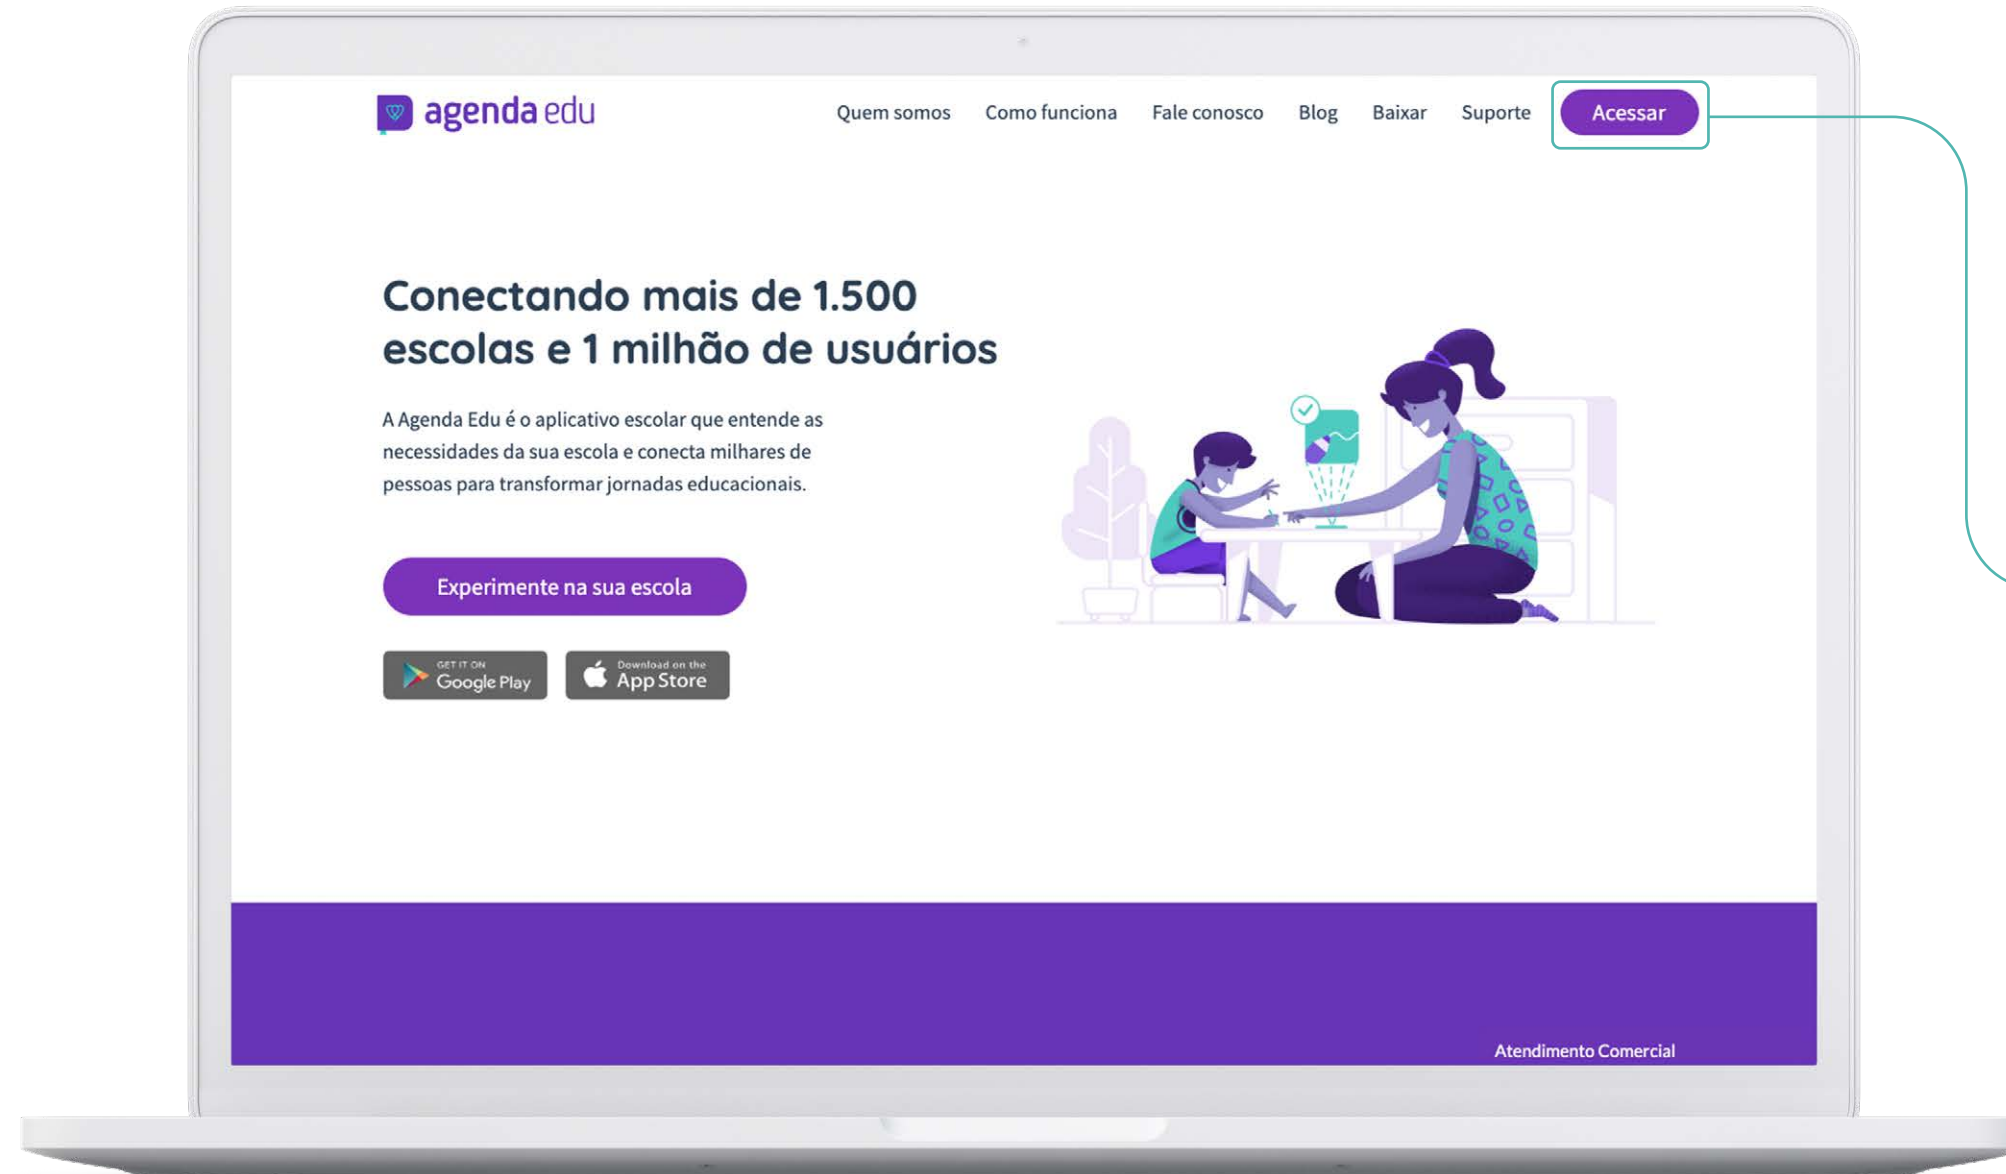 agenda edu
Quem somos Como funciona Fale conosco Blog Baixar Suporte Acessar
Conectando mais de 1.500
escolas e 1 milhão de usuários
A Agenda Edu é o aplicativo escolar que entende as
necessidades da sua escola e conecta milhares de
pessoas para transformar jornadas educacionais.
Experimente na sua escola
GET IT ON
Google Play
Download on the
App Store
Atendimento Comercial